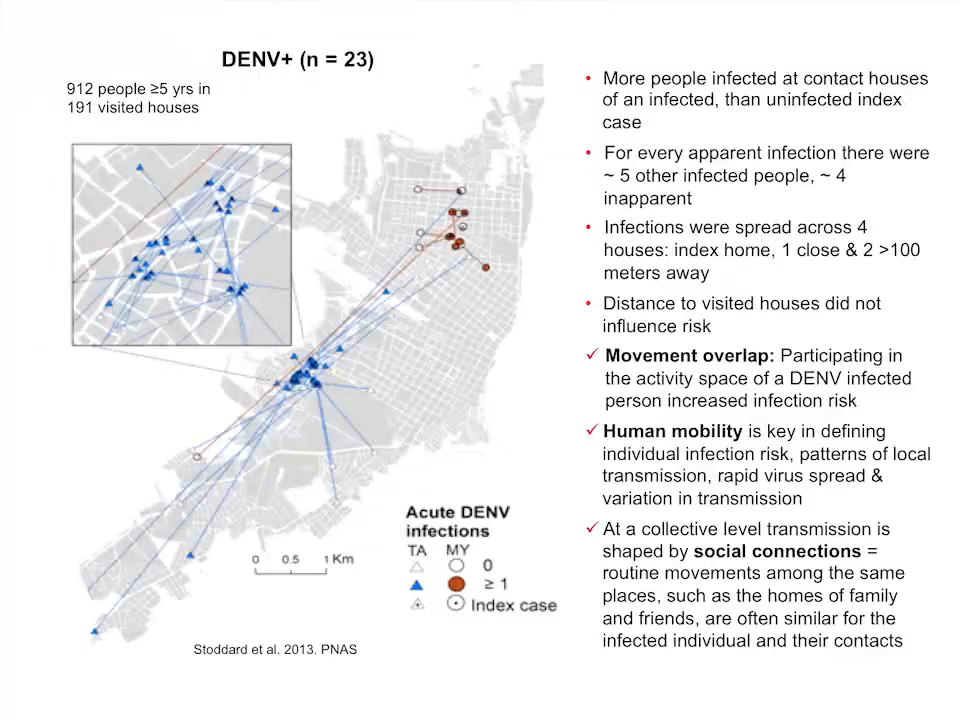 DENV+ (n = 23)
912 people ≥5 yrs in
191 visited houses
• More people infected at contact houses
of an infected, than uninfected index
case
• For every apparent infection there were
~ 5 other infected people, ~ 4
inapparent
• Infections were spread across 4
houses: index home, 1 close & 2 >100
meters away
• Distance to visited houses did not
influence risk
✓ Movement overlap: Participating in
the activity space of a DENV infected
person increased infection risk
✓ Human mobility is key in defining
individual infection risk, patterns of local
transmission, rapid virus spread &
variation in transmission
✓ At a collective level transmission is
shaped by social connections =
routine movements among the same
places, such as the homes of family
and friends, are often similar for the
infected individual and their contacts
Acute DENV
infections
TA MY
0
≥ 1
Index case
0 0.5 1 Km
Stoddard et al. 2013. PNAS